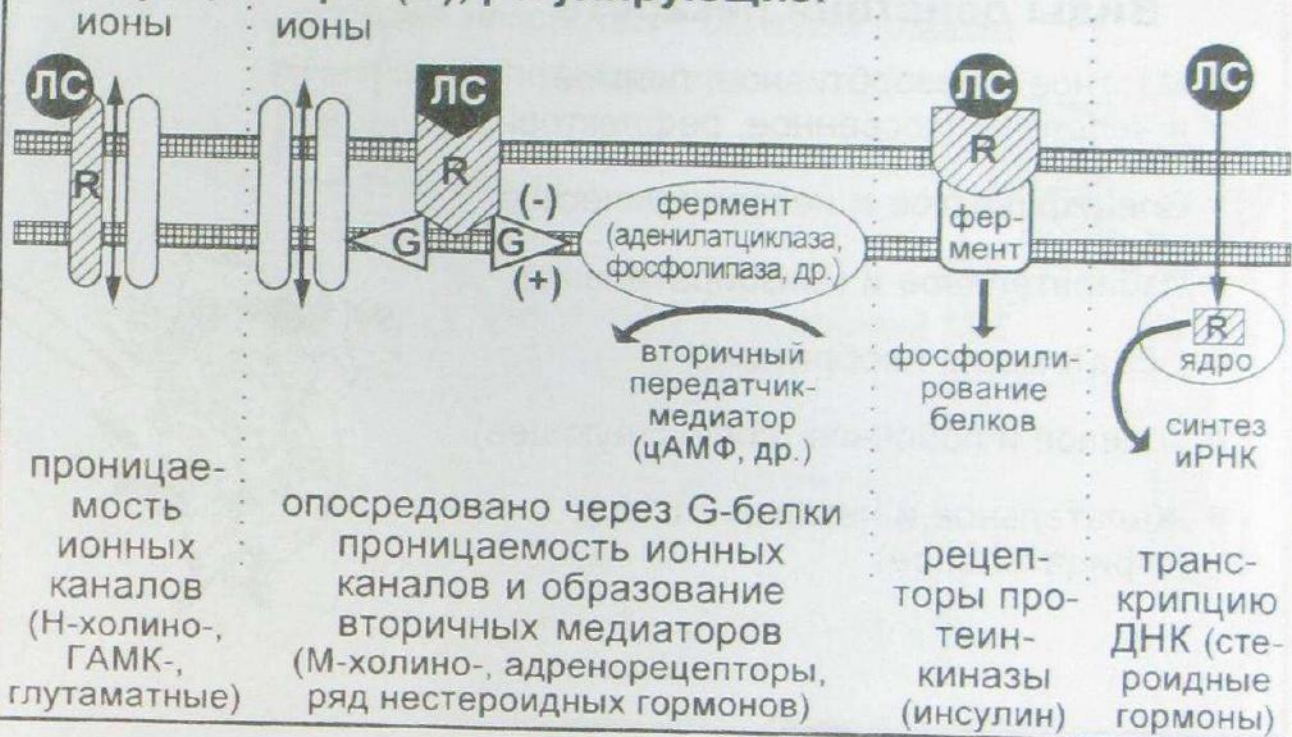 ионы
ионы
ЛС
ЛС
ЛС
ЛС
R
R
R
G
G
(-)
(+)
фермент
(аденилатциклаза,
фосфолипаза, др.)
фер-
мент
R
ядро
вторичный
передатчик-
медиатор
(цАМФ, др.)
фосфорили-
рование
белков
синтез
иРНК
проницае-
мость
ионных
каналов
(Н-холино-,
ГАМК-,
глутаматные)
опосредовано через G-белки
проницаемость ионных
каналов и образование
вторичных медиаторов
(М-холино-, адренорецепторы,
ряд нестероидных гормонов)
рецеп-
торы про-
теин-
киназы
(инсулин)
транс-
крипцию
ДНК (сте-
роидные
гормоны)